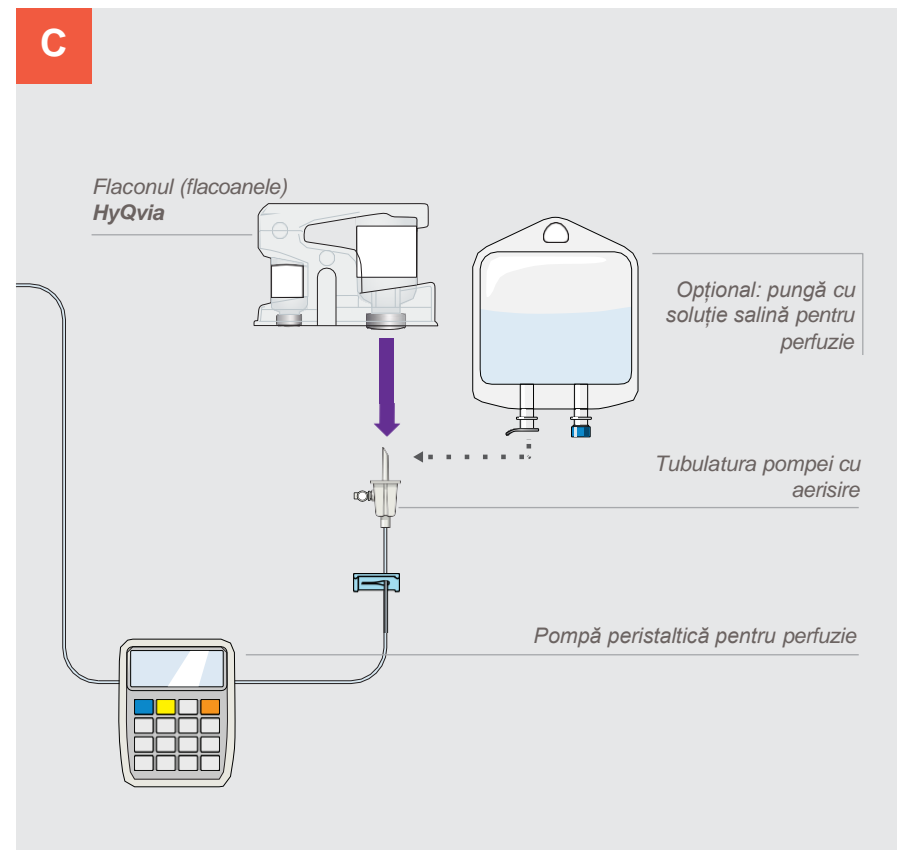 C
Flaconul (flacoanele)
HyQvia
Opțional: pungă cu
soluție salină pentru
perfuzie
Tubulatura pompei cu
aerisire
Pompă peristaltică pentru perfuzie